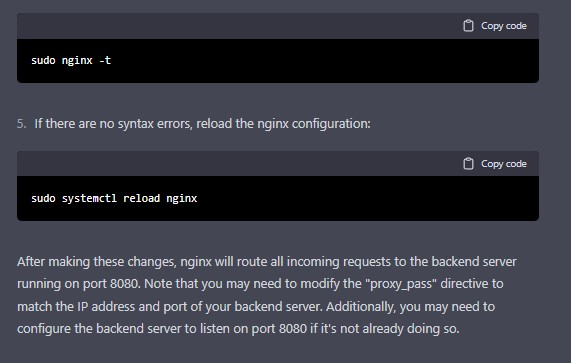 Copy code
sudo nginx -t
5. If there are no syntax errors, reload the nginx configuration:
Copy code
sudo systemctl reload nginx
After making these changes, nginx will route all incoming requests to the backend server
running on port 8080. Note that you may need to modify the "proxy_pass" directive to
match the IP address and port of your backend server. Additionally, you may need to
configure the backend server to listen on port 8080 if it's not already doing so.